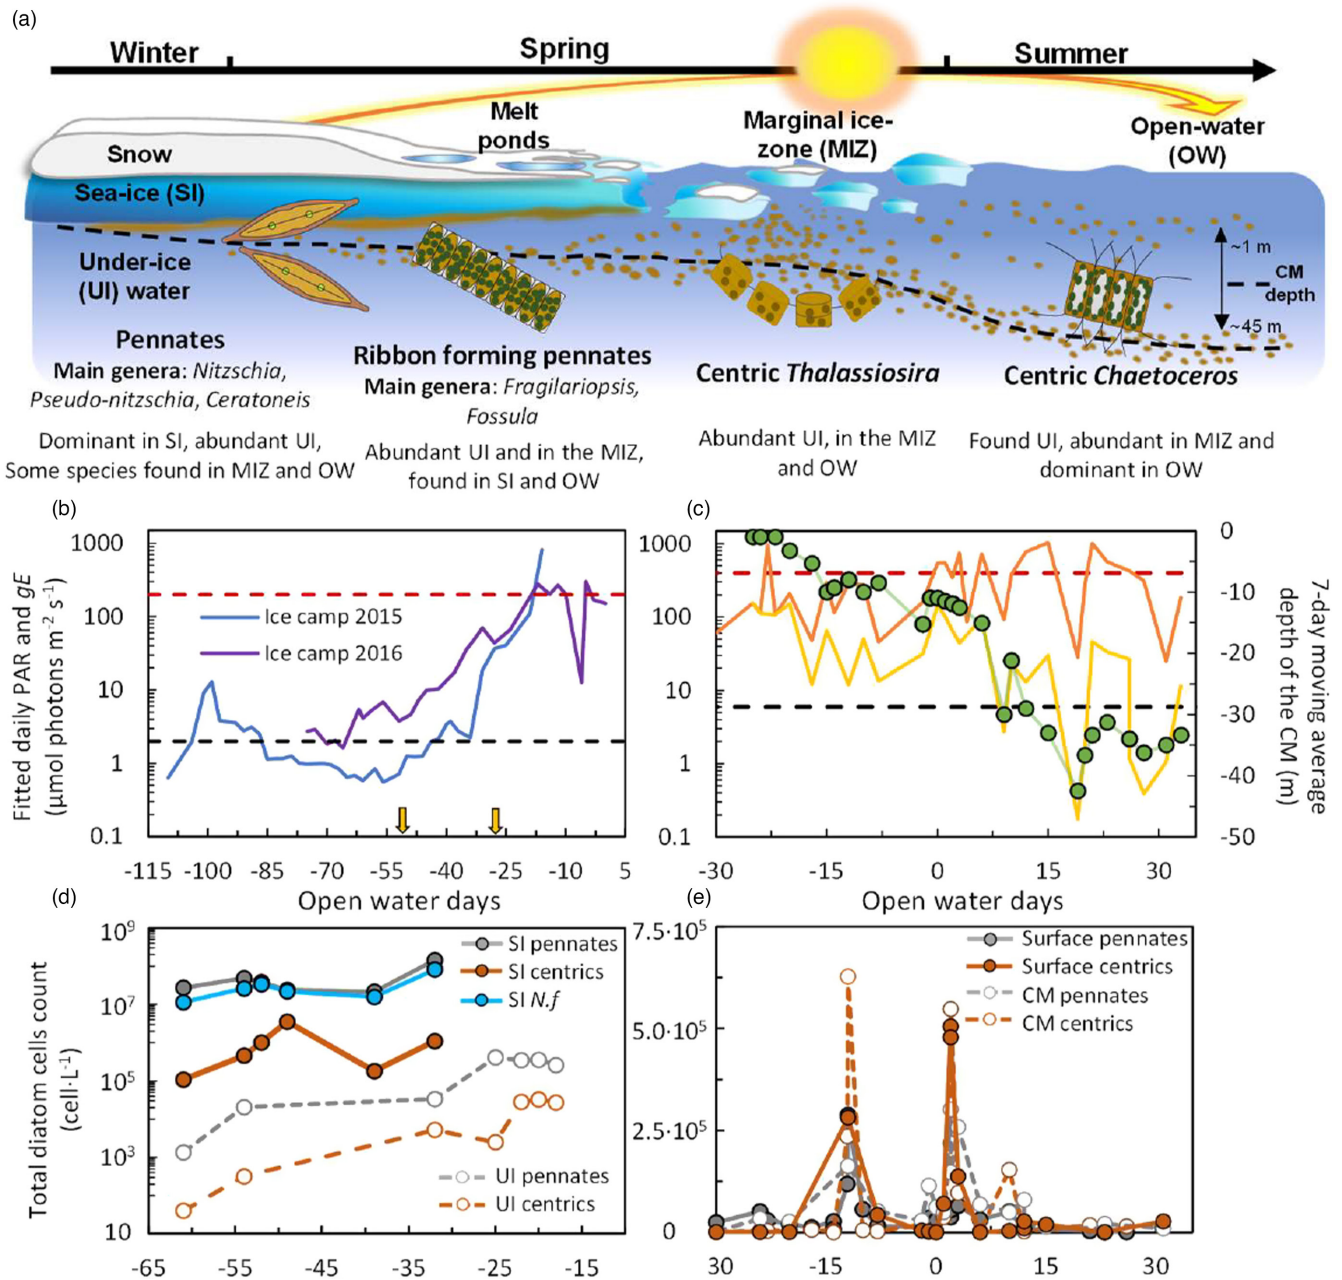 (a)
Winter
Spring
Summer
Melt
ponds
Marginal ice-
zone (MIZ)
Open-water
(OW)
Snow
Sea-ice (SI)
Under-ice
(UI) water
~1 m
CM
depth
~45 m
Pennates
Main genera: Nitzschia,
Pseudo-nitzschia, Ceratoneis
Dominant in SI, abundant UI,
Some species found in MIZ and OW
Ribbon forming pennates
Main genera: Fragilariopsis,
Fossula
Abundant UI and in the MIZ,
found in SI and OW
Centric Thalassiosira
Abundant UI, in the MIZ
and OW
Centric Chaetoceros
Found UI, abundant in MIZ and
dominant in OW
(b)
Fitted daily PAR and gE
(µmol photons m⁻² s⁻¹)
1000
100
10
1
0.1
Ice camp 2015
Ice camp 2016
-115 -100 -85 -70 -55 -40 -25 -10 5
Open water days
(c)
1000
100
10
1
0.1
0
-10
-20
-30
-40
-50
7-day moving average
depth of the CM (m)
-30 -15 0 15 30
Open water days
(d)
Total diatom cells count
(cell·L⁻¹)
10⁹
10⁷
10⁵
10³
10
SI pennates
SI centrics
SI N.f
UI pennates
UI centrics
-65 -55 -45 -35 -25 -15
(e)
7.5·10⁵
5.0·10⁵
2.5·10⁵
0
Surface pennates
Surface centrics
CM pennates
CM centrics
30 -15 0 15 30